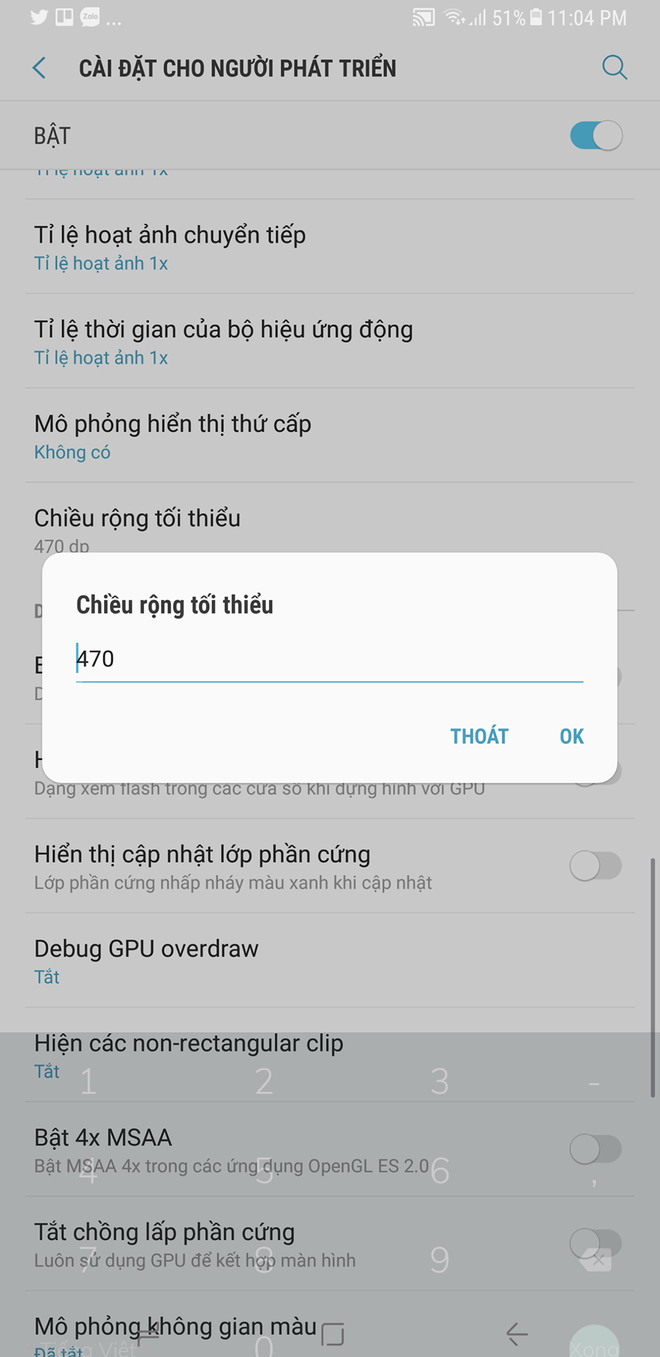 Zalo ... 51% 11:04 PM
CÀI ĐẶT CHO NGƯỜI PHÁT TRIỂN
BẬT
Tỉ lệ hoạt ảnh 1x
Tỉ lệ hoạt ảnh chuyển tiếp
Tỉ lệ hoạt ảnh 1x
Tỉ lệ thời gian của bộ hiệu ứng động
Tỉ lệ hoạt ảnh 1x
Mô phỏng hiển thị thứ cấp
Không có
Chiều rộng tối thiểu
470 dp
Chiều rộng tối thiểu
470
THOÁT OK
Dạng xem flash trong các cửa sổ khi dựng hình với GPU
Hiển thị cập nhật lớp phần cứng
Lớp phần cứng nhấp nháy màu xanh khi cập nhật
Debug GPU overdraw
Tắt
Hiện các non-rectangular clip
Tắt
1 2 3 -
Bật 4x MSAA
Bật MSAA 4x trong các ứng dụng OpenGL ES 2.0
4 5 6 ,
Tắt chồng lấp phần cứng
Luôn sử dụng GPU để kết hợp màn hình
7 8 9
Mô phỏng không gian màu
Đã tắt
Tiếng Việt 0 Xong